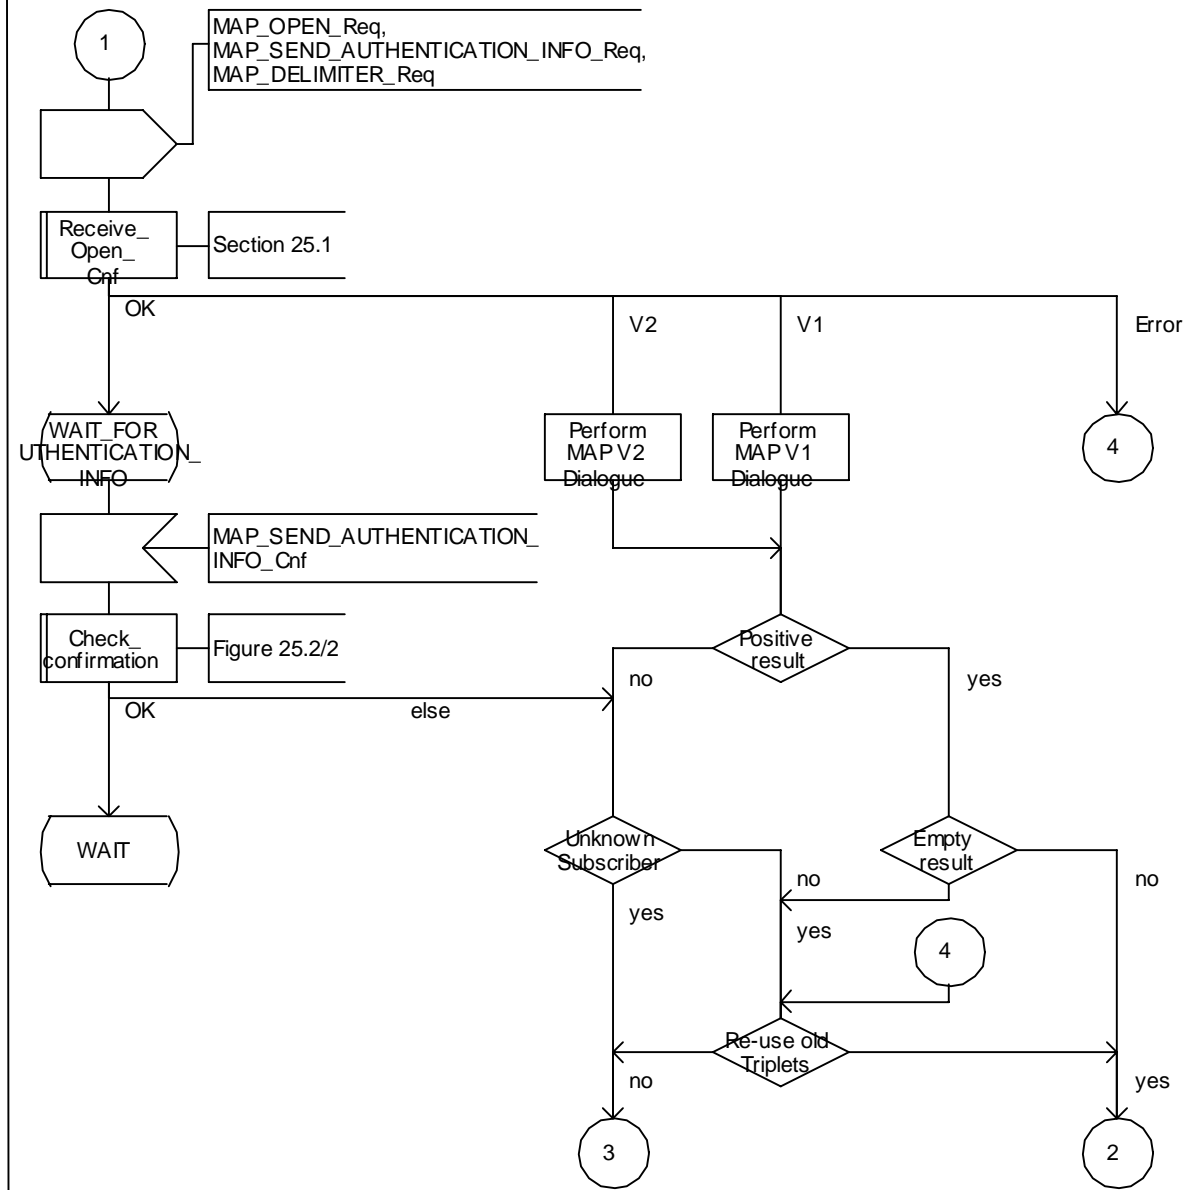 1
MAP_OPEN_Req,
MAP_SEND_AUTHENTICATION_INFO_Req,
MAP_DELIMITER_Req
Receive_
Open_
Cnf
Section 25.1
OK
V2
V1
Error
WAIT_FOR
UTHENTICATION_
INFO
Perform
MAP V2
Dialogue
Perform
MAP V1
Dialogue
4
MAP_SEND_AUTHENTICATION_
INFO_Cnf
Check_
confirmation
Figure 25.2/2
Positive
result
no
yes
OK
else
WAIT
Unknown
Subscriber
Empty
result
no
no
yes
yes
4
Re-use old
Triplets
no
yes
3
2